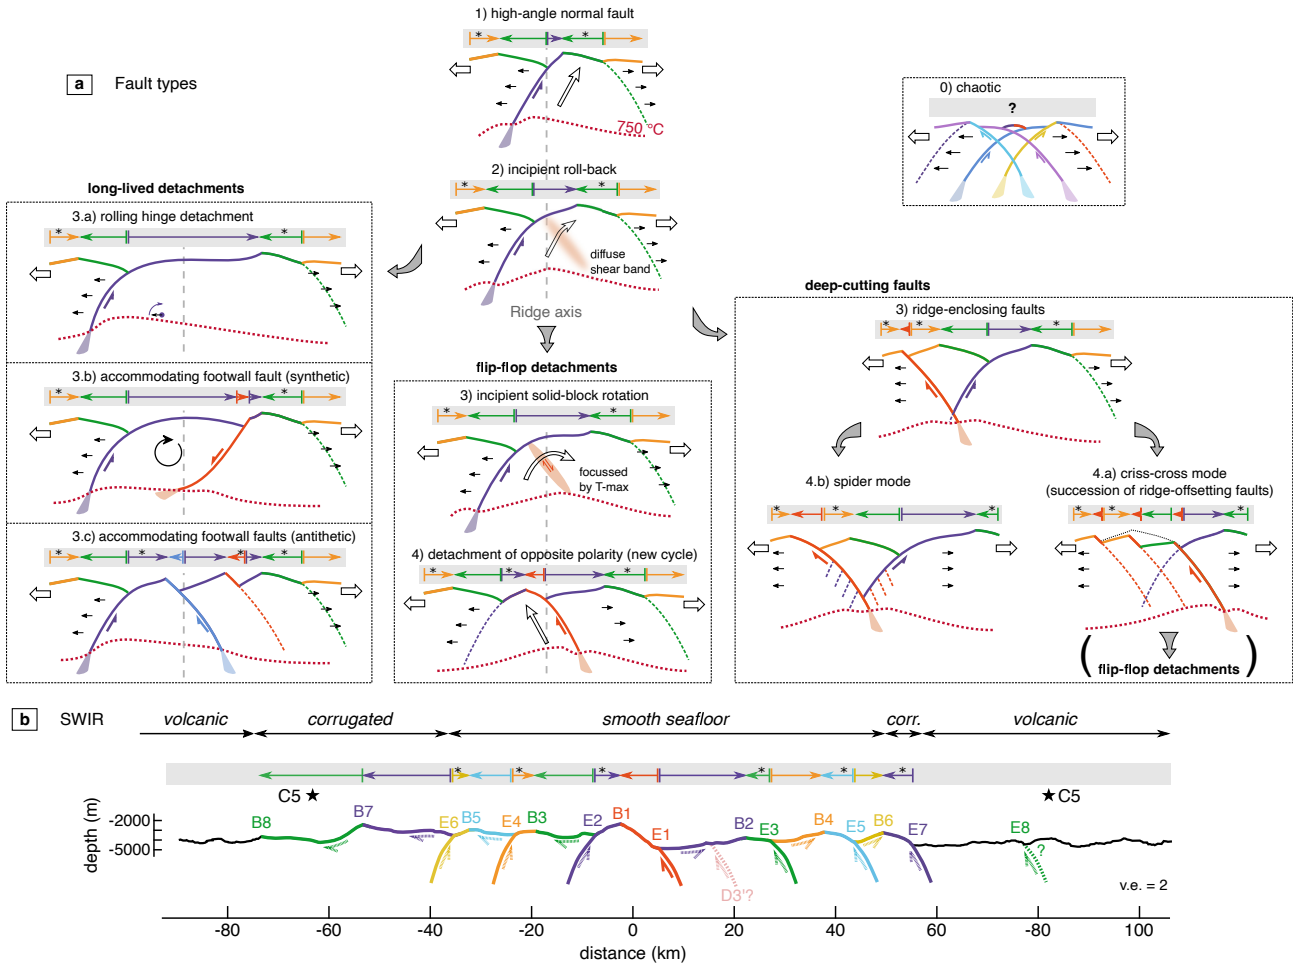 1) high-angle normal fault
* *
a Fault types
750 °C
0) chaotic
?
2) incipient roll-back
* *
diffuse
shear band
Ridge axis
long-lived detachments
3.a) rolling hinge detachment
* *
3.b) accommodating footwall fault (synthetic)
* *
3.c) accommodating footwall faults (antithetic)
* * * *
flip-flop detachments
3) incipient solid-block rotation
* *
focussed
by T-max
4) detachment of opposite polarity (new cycle)
* * *
deep-cutting faults
3) ridge-enclosing faults
* * *
4.b) spider mode
* * *
4.a) criss-cross mode
(succession of ridge-offsetting faults)
* * * *
( flip-flop detachments )
b SWIR
volcanic corrugated smooth seafloor corr. volcanic
* * * * * *
C5 ★ ★ C5
depth (m)
-2000
-5000
B8 B7 E6 B5 E4 B3 E2 B1 E1 B2 E3 B4 E5 B6 E7 E8
?
D3'?
v.e. = 2
-80 -60 -40 -20 0 20 40 60 80 100
distance (km)